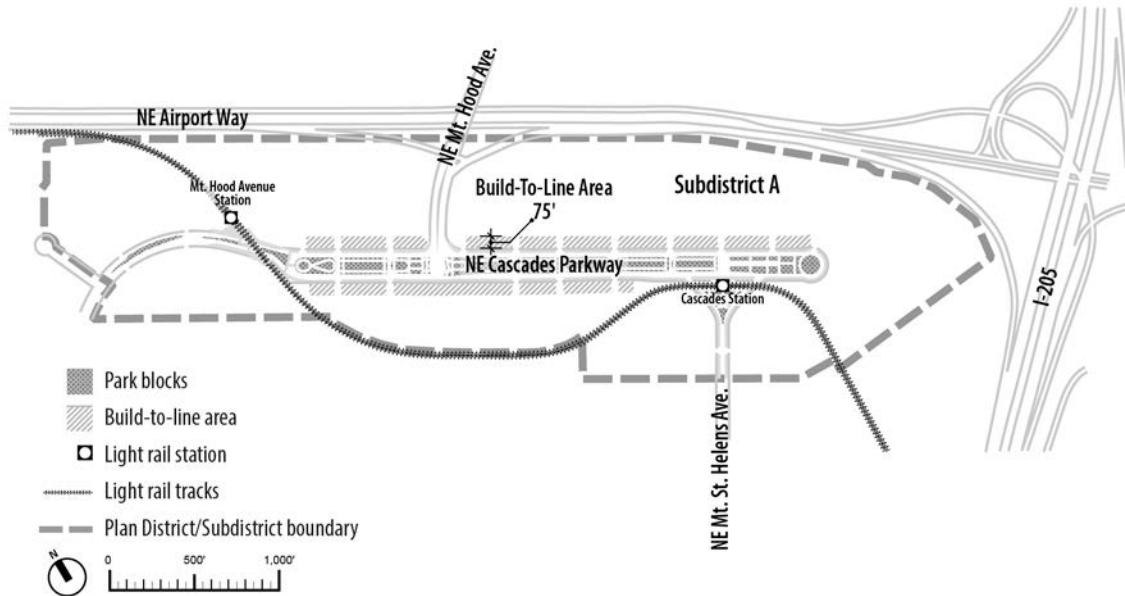 NE Airport Way
NE Mt. Hood Ave.
Mt. Hood Avenue
Station
Build-To-Line Area
75'
Subdistrict A
NE Cascades Parkway
Cascades Station
I-205
NE Mt. St. Helens Ave.
Park blocks
Build-to-line area
Light rail station
Light rail tracks
Plan District/Subdistrict boundary
N
0 500' 1,000'